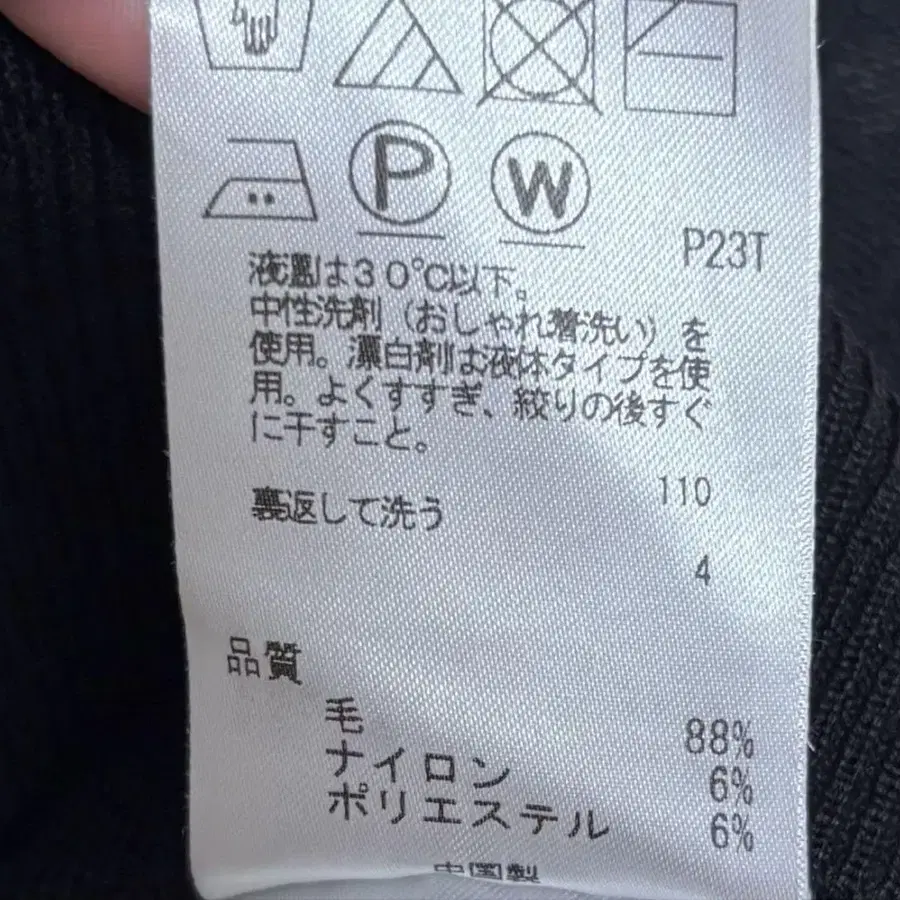 P
W
P23T
液温は30℃以下。
中性洗剤(おしゃれ着洗い)を
使用。漂白剤は液体タイプを使
用。よくすすぎ、絞りの後すぐ
に干すこと。
110
裏返して洗う
4
品質
毛 88%
ナイロン 6%
ポリエステル 6%
中国製